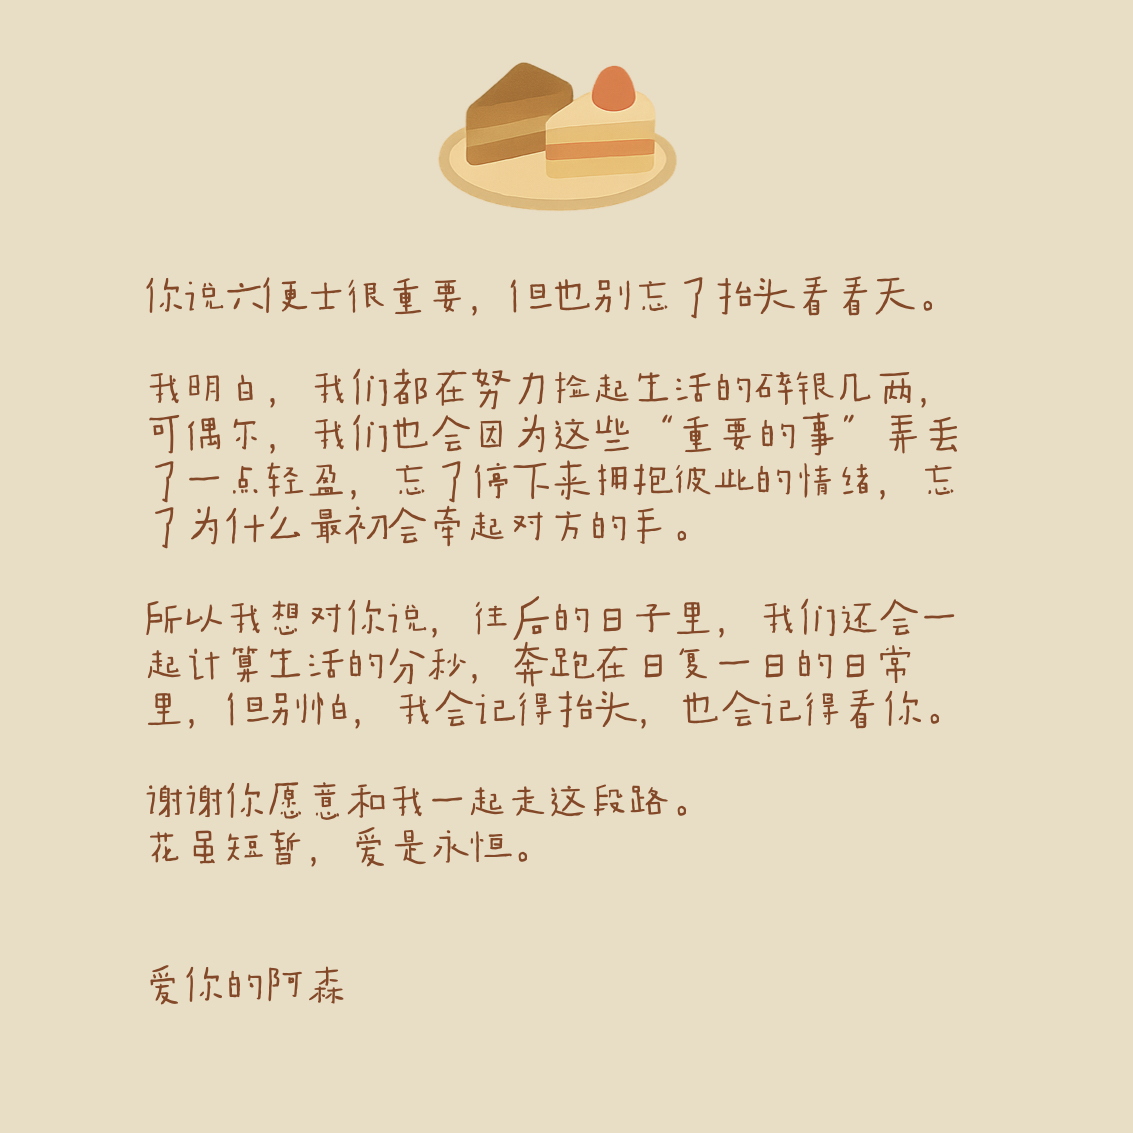 你说六便士很重要，但也别忘了抬头看看天。
我明白，我们都在努力捡起生活的碎银几两，
可偶尔，我们也会因为这些“重要的事”弄丢
了一点轻盈，忘了停下来拥抱彼此的情绪，忘
了为什么最初会牵起对方的手。
所以我想对你说，往后的日子里，我们还会一
起计算生活的分秒，奔跑在日复一日的日常
里，但别怕，我会记得抬头，也会记得看你。
谢谢你愿意和我一起走这段路。
花虽短暂，爱是永恒。
爱你的阿森